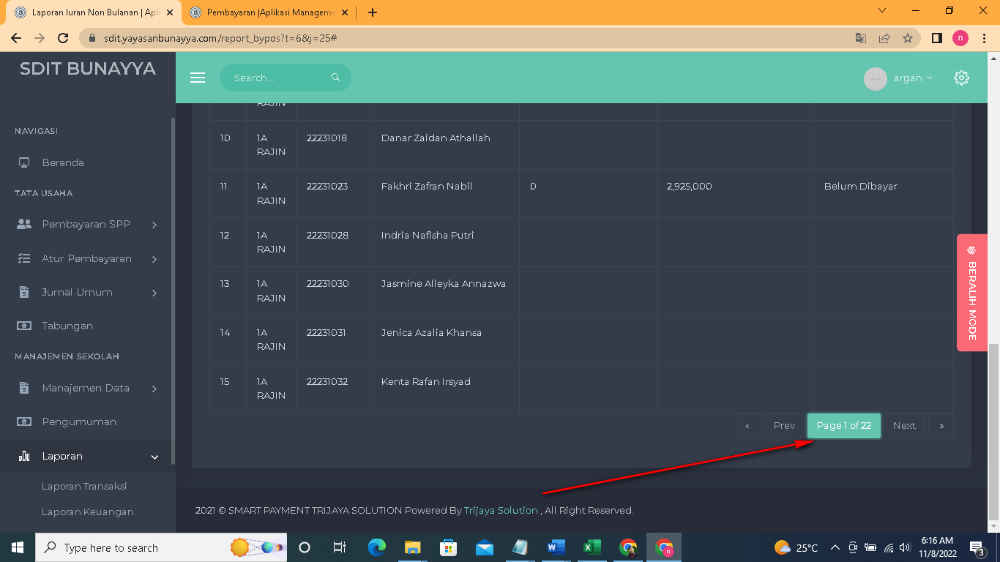 Laporan Iuran Non Bulanan | Apli
Pembayaran |Aplikasi Manageme
sdit.yayasanbunayya.com/report_bypos?t=6&j=25#
n
SDIT BUNAYYA
Search...
argan
NAVIGASI
Beranda
TATA USAHA
Pembayaran SPP
Atur Pembayaran
Jurnal Umum
Tabungan
MANAJEMEN SEKOLAH
Manajemen Data
Pengumuman
Laporan
Laporan Transaksi
Laporan Keuangan
RAJIN
10 1A RAJIN 22231018 Danar Zaidan Athallah
11 1A RAJIN 22231023 Fakhri Zafran Nabil 0 2,925,000 Belum Dibayar
12 1A RAJIN 22231028 Indria Nafisha Putri
13 1A RAJIN 22231030 Jasmine Alleyka Annazwa
14 1A RAJIN 22231031 Jenica Azalia Khansa
15 1A RAJIN 22231032 Kenta Rafan Irsyad
« Prev Page 1 of 22 Next »
BERALIH MODE
2021 © SMART PAYMENT TRIJAYA SOLUTION Powered By Trijaya Solution , All Right Reserved.
Type here to search
25°C
6:16 AM
11/8/2022
3